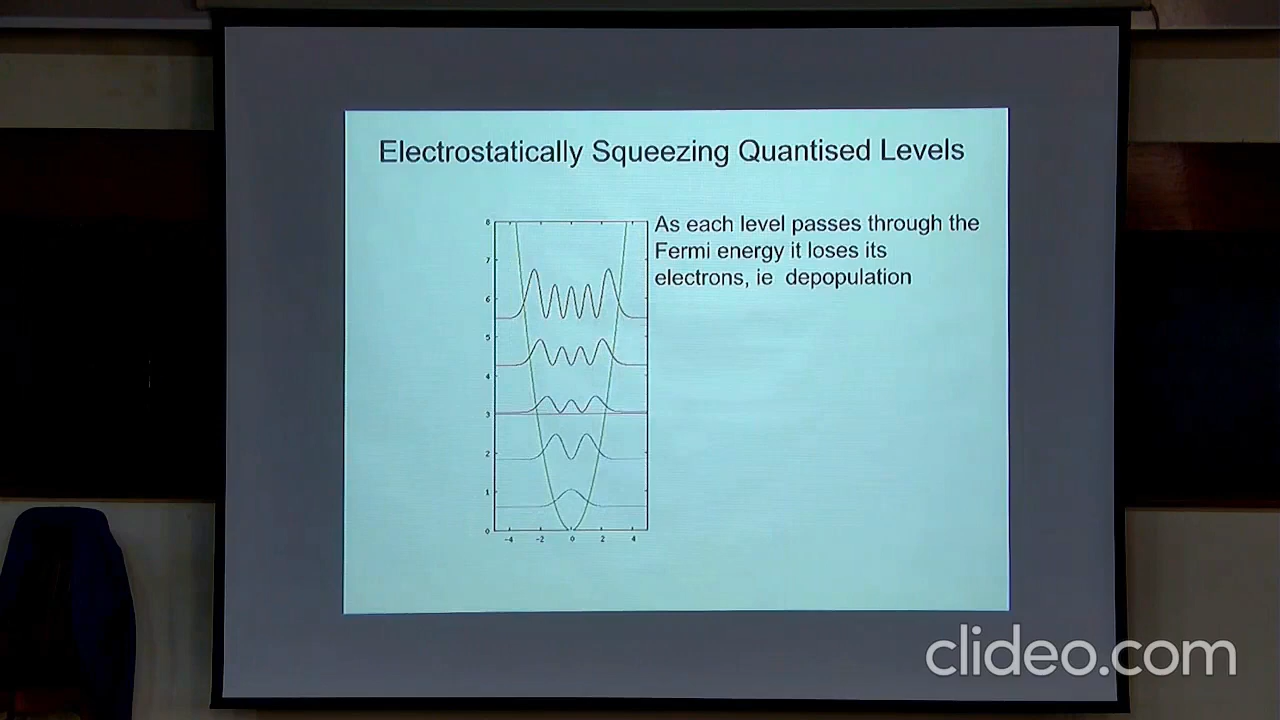 Electrostatically Squeezing Quantised Levels
As each level passes through the
Fermi energy it loses its
electrons, ie depopulation
8
7
6
5
4
3
2
1
0
-4 -2 0 2 4
clideo.com